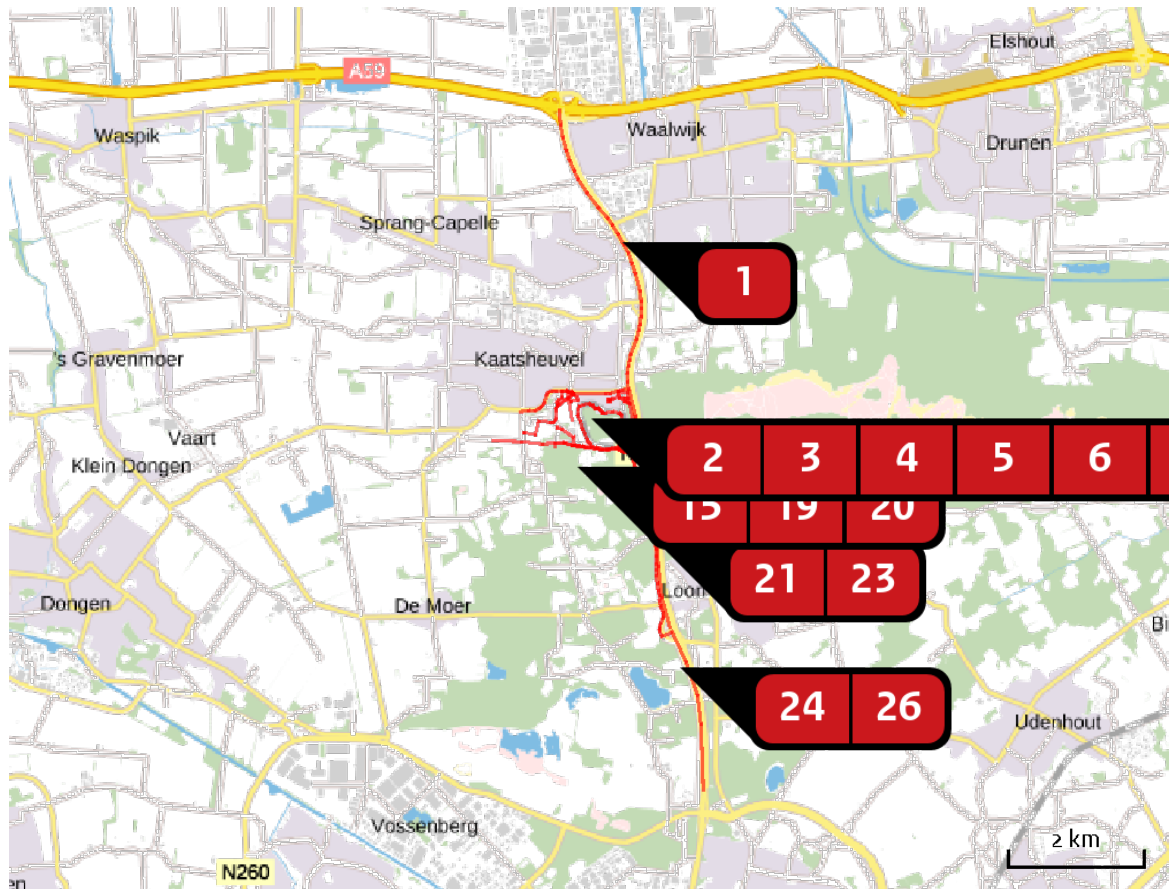 Elshout
A59
Waspik
Waalwijk
Drunen
Sprang-Capelle
1
's Gravenmoer
Kaatsheuvel
Vaart
Klein Dongen
2 3 4 5 6
15 19 20
21 23
Dongen
De Moer
Loon
24 26
Udenhout
Vossenberg
2 km
N260